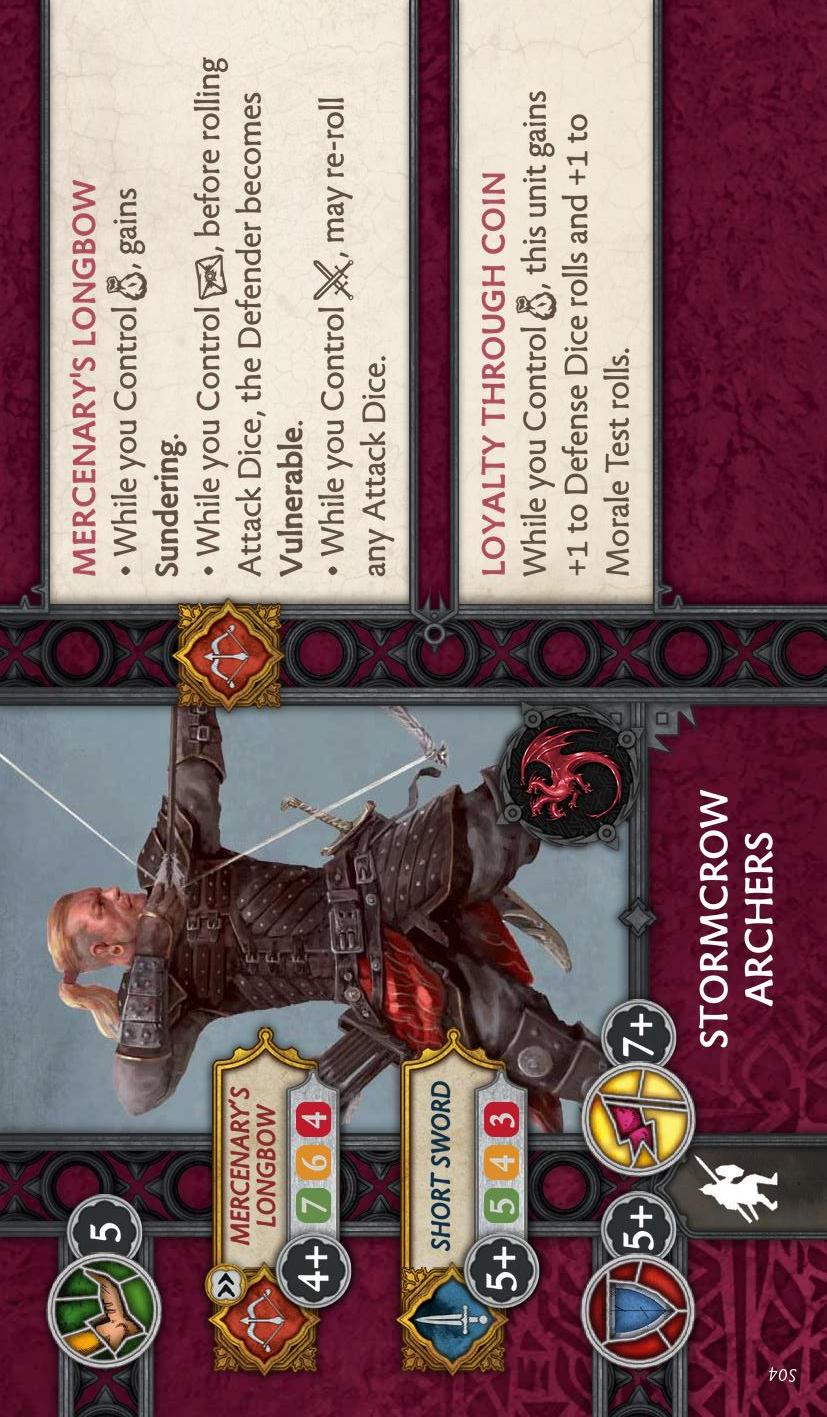 5
MERCENARY'S
LONGBOW
4+
7 6 4
SHORT SWORD
5+
5 4 3
5+
7+
STORMCROW
ARCHERS
S04
MERCENARY'S LONGBOW
• While you Control , gains
Sundering.
• While you Control , before rolling
Attack Dice, the Defender becomes
Vulnerable.
• While you Control , may re-roll
any Attack Dice.
LOYALTY THROUGH COIN
While you Control , this unit gains
+1 to Defense Dice rolls and +1 to
Morale Test rolls.